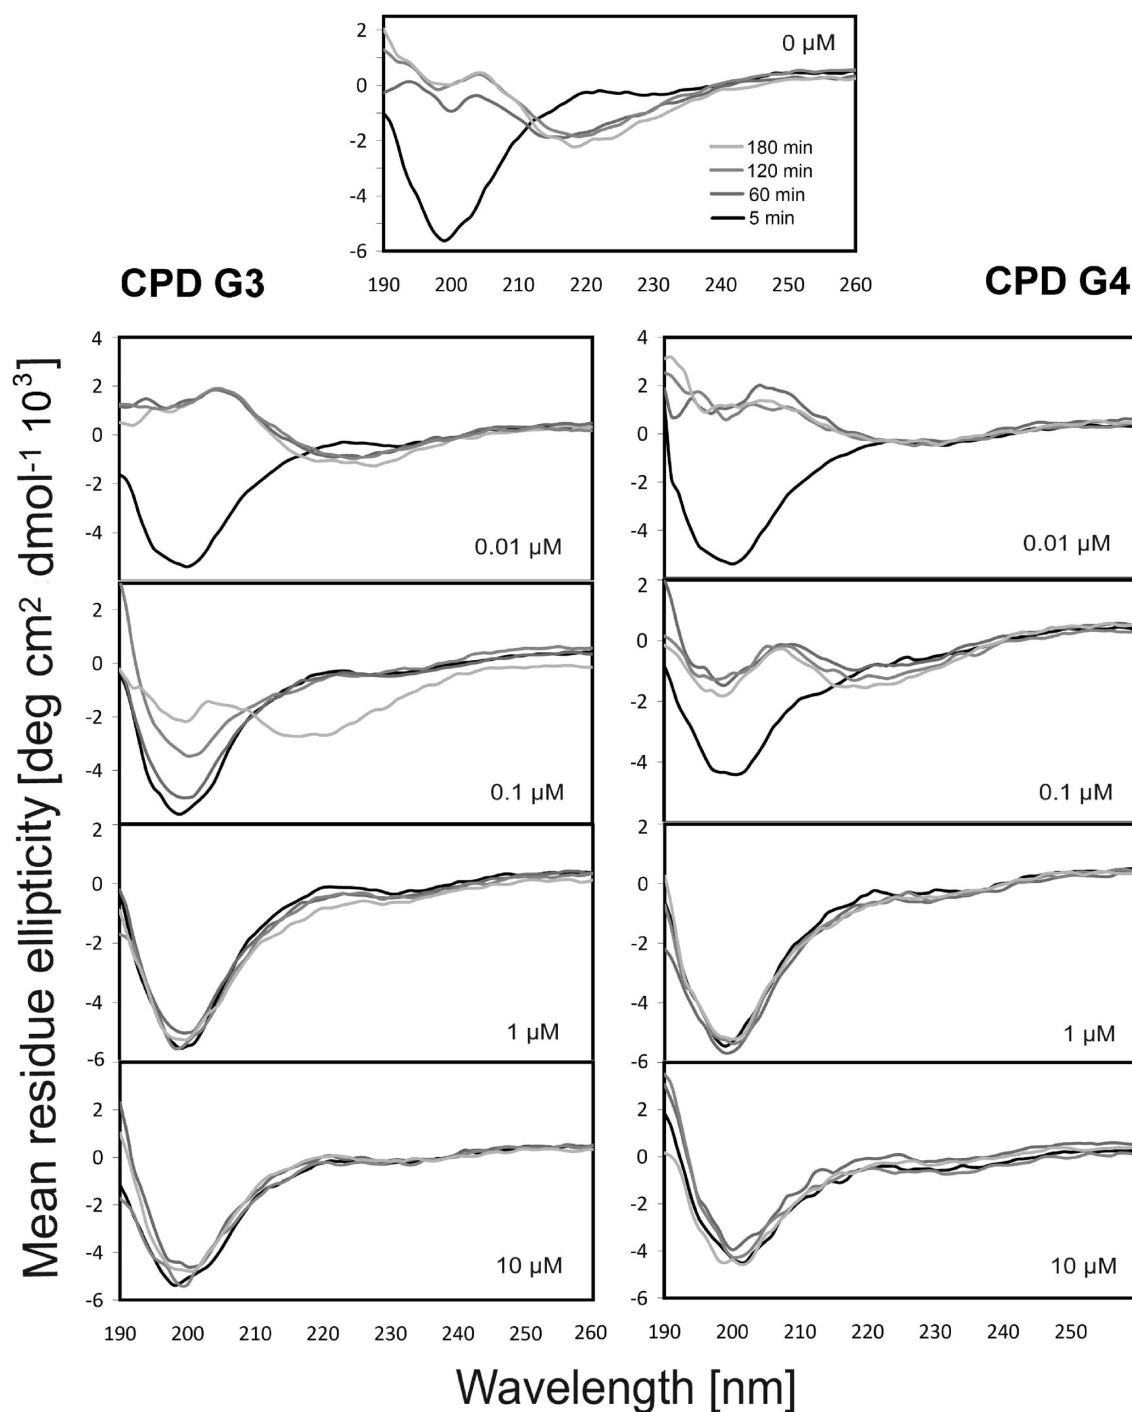 2
0
-2
-4
-6
0 µM
180 min
120 min
60 min
5 min
190 200 210 220 230 240 250 260
CPD G3
CPD G4
Mean residue ellipticity [deg cm² dmol⁻¹ 10³]
4
2
0
-2
-4
0.01 µM
2
0
-2
-4
0.1 µM
2
0
-2
-4
-6
1 µM
2
0
-2
-4
-6
10 µM
190 200 210 220 230 240 250 260
4
2
0
-2
-4
0.01 µM
2
0
-2
-4
0.1 µM
2
0
-2
-4
-6
1 µM
2
0
-2
-4
-6
10 µM
190 200 210 220 230 240 250
Wavelength [nm]